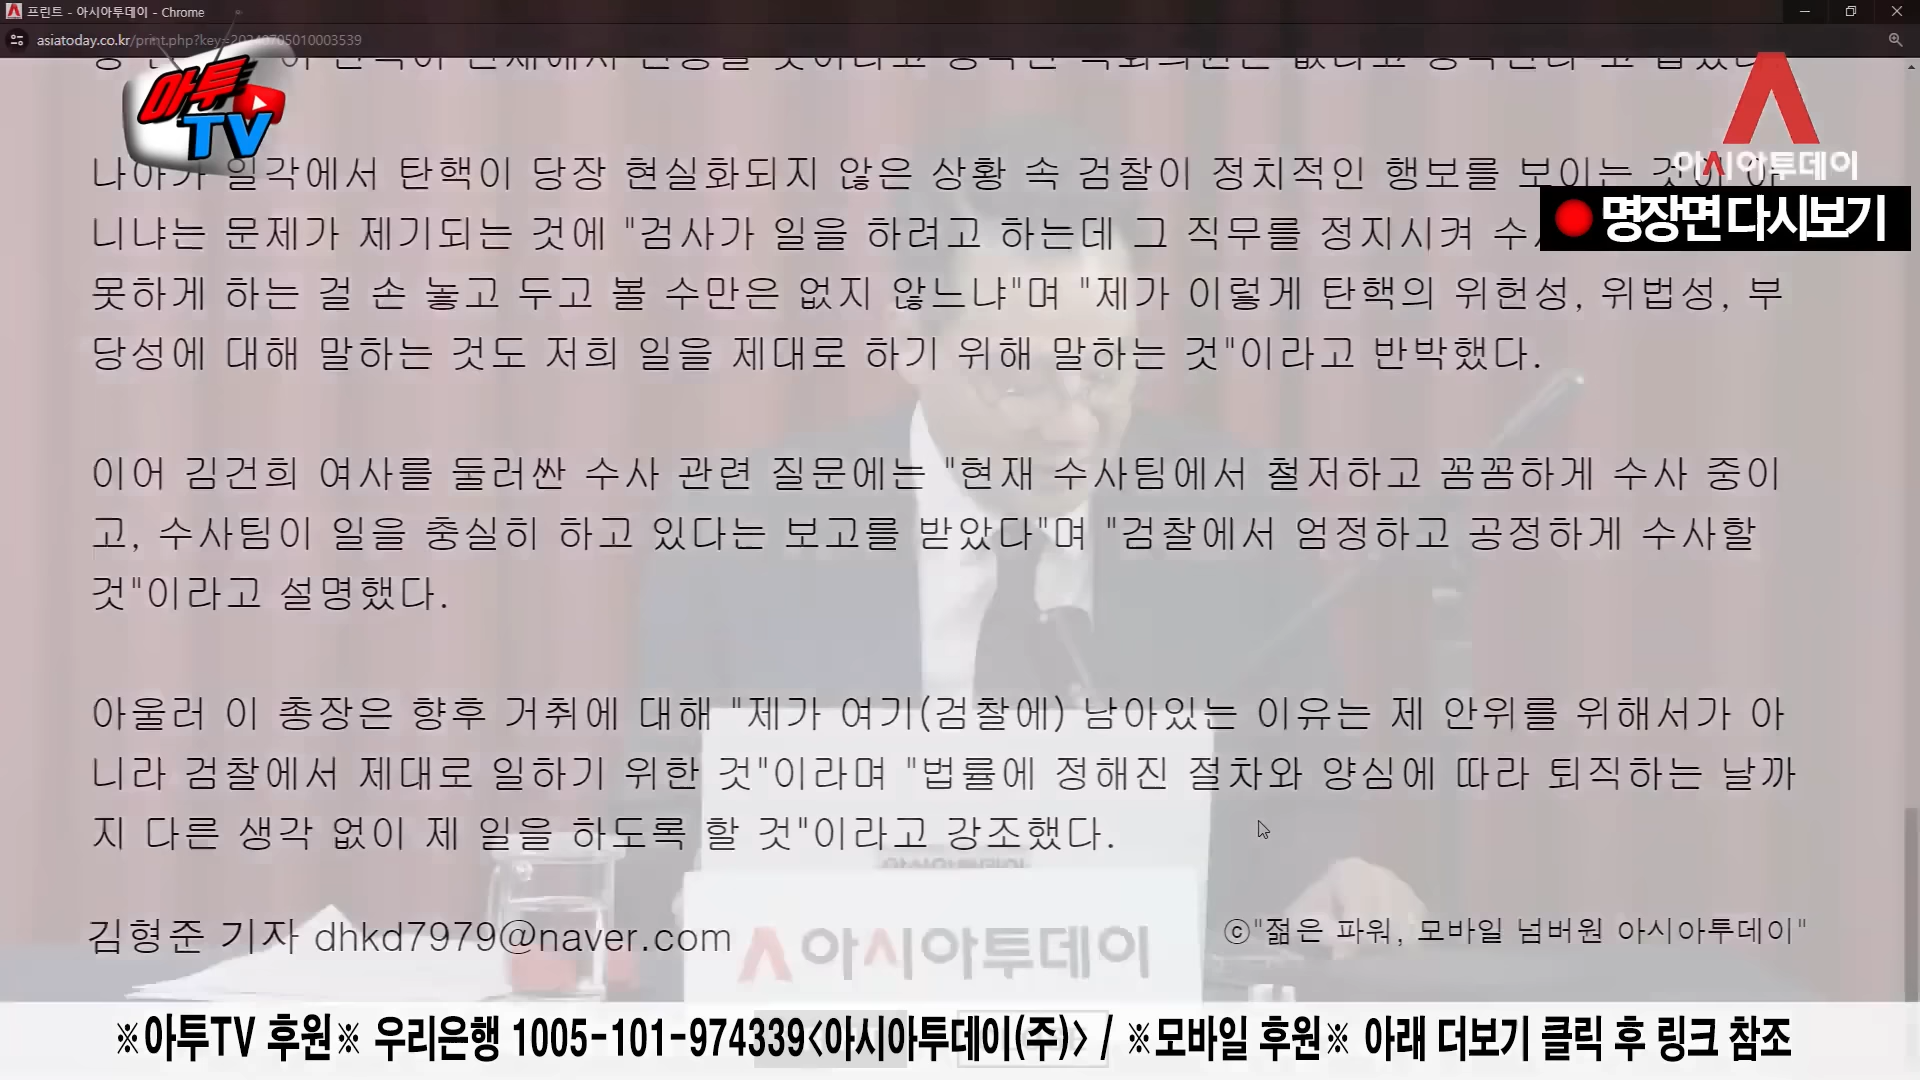 프린트 - 아시아투데이 - Chrome
asiatoday.co.kr/print.php?key=20240705010003539
아투
TV
아시아투데이
명장면 다시보기
나아가 일각에서 탄핵이 당장 현실화되지 않은 상황 속 검찰이 정치적인 행보를 보이는 것이 아
니냐는 문제가 제기되는 것에 "검사가 일을 하려고 하는데 그 직무를 정지시켜
못하게 하는 걸 손 놓고 두고 볼 수만은 없지 않느냐"며 "제가 이렇게 탄핵의 위헌성, 위법성, 부
당성에 대해 말하는 것도 저희 일을 제대로 하기 위해 말하는 것"이라고 반박했다.
이어 김건희 여사를 둘러싼 수사 관련 질문에는 "현재 수사팀에서 철저하고 꼼꼼하게 수사 중이
고, 수사팀이 일을 충실히 하고 있다는 보고를 받았다"며 "검찰에서 엄정하고 공정하게 수사할
것"이라고 설명했다.
아울러 이 총장은 향후 거취에 대해 "제가 여기(검찰에) 남아있는 이유는 제 안위를 위해서가 아
니라 검찰에서 제대로 일하기 위한 것"이라며 "법률에 정해진 절차와 양심에 따라 퇴직하는 날까
지 다른 생각 없이 제 일을 하도록 할 것"이라고 강조했다.
김형준 기자 dhkd7979@naver.com
ⓒ"젊은 파워, 모바일 넘버원 아시아투데이"
아시아투데이
※아투TV 후원※ 우리은행 1005-101-974339<아시아투데이(주)> / ※모바일 후원※ 아래 더보기 클릭 후 링크 참조